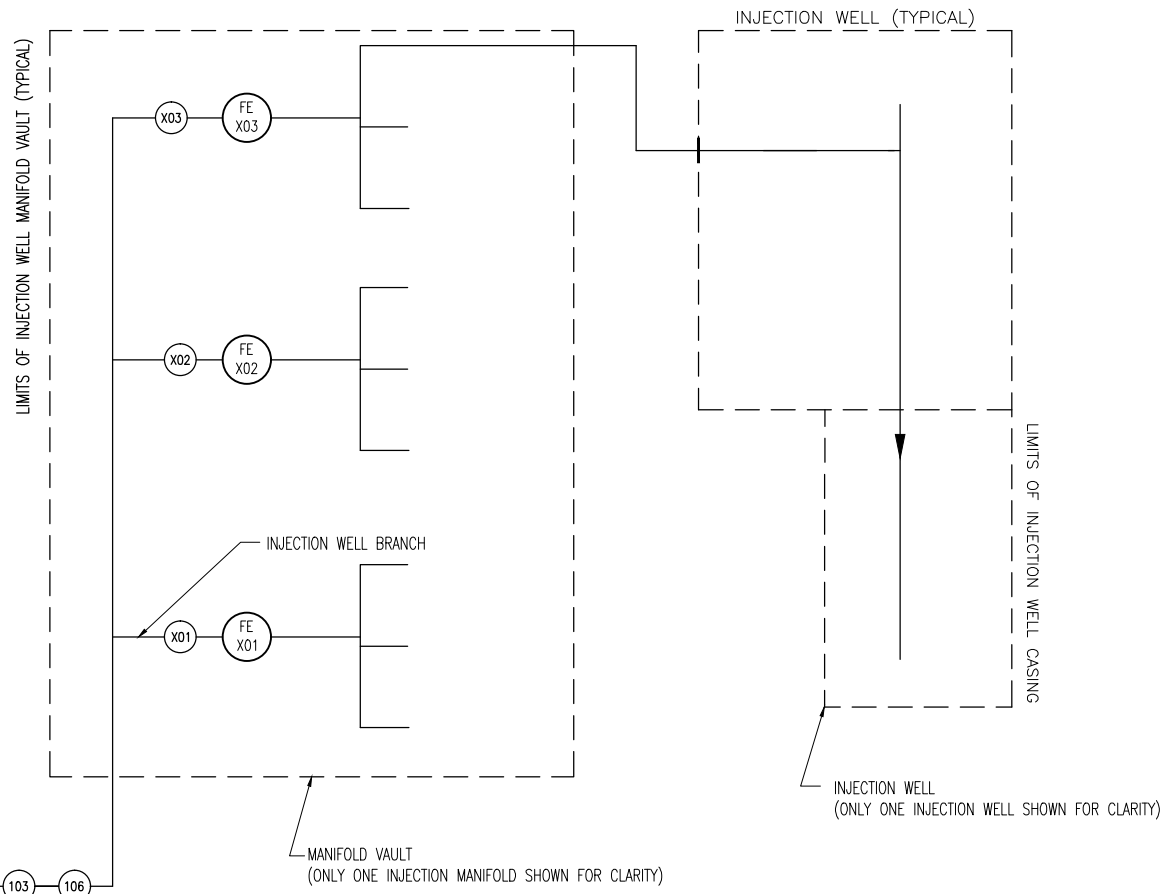 INJECTION WELL (TYPICAL)
LIMITS OF INJECTION WELL MANIFOLD VAULT (TYPICAL)
X03
FE
X03
X02
FE
X02
LIMITS OF INJECTION WELL CASING
INJECTION WELL BRANCH
X01
FE
X01
INJECTION WELL
(ONLY ONE INJECTION WELL SHOWN FOR CLARITY)
MANIFOLD VAULT
(ONLY ONE INJECTION MANIFOLD SHOWN FOR CLARITY)
103
106